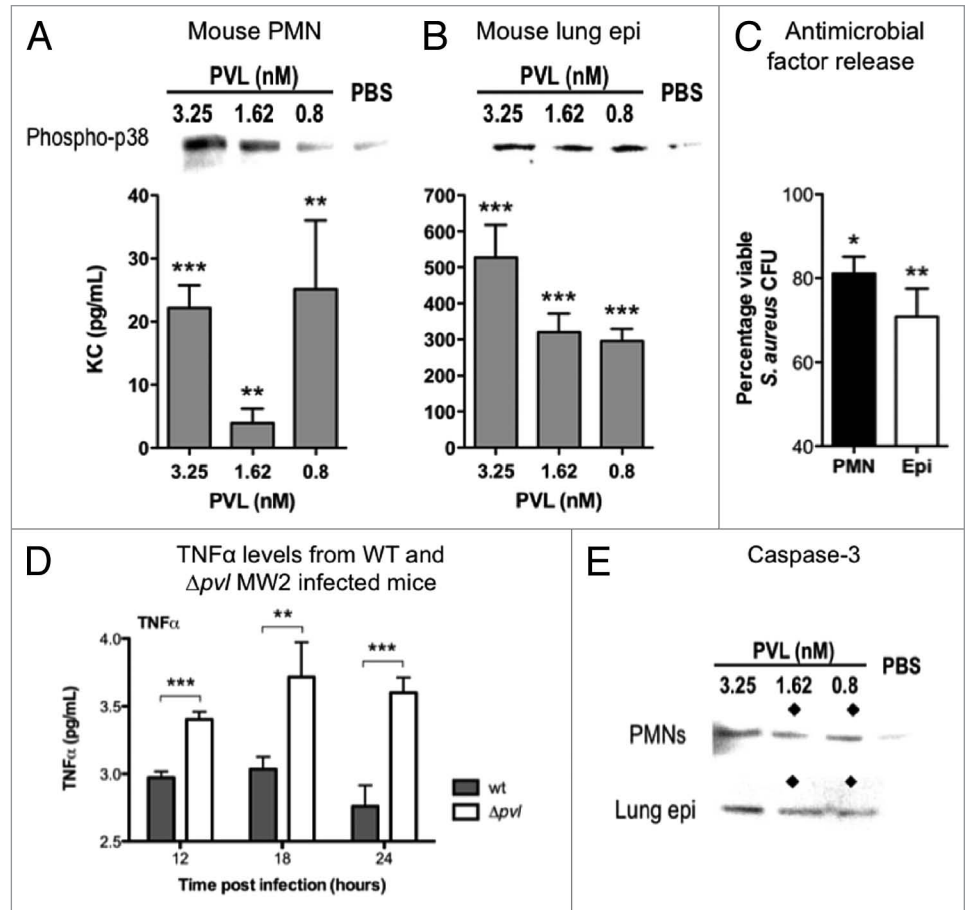 A
Mouse PMN
PVL (nM)
PBS
3.25 1.62 0.8
Phospho-p38
40
30
20
10
0
KC (pg/mL)
***
**
**
3.25 1.62 0.8
PVL (nM)
B
Mouse lung epi
PVL (nM)
PBS
3.25 1.62 0.8
700
600
500
400
300
200
100
0
***
***
***
3.25 1.62 0.8
PVL (nM)
C
Antimicrobial
factor release
100
80
60
40
Percentage viable
S. aureus CFU
*
**
PMN Epi
D
TNFα levels from WT and
Δpvl MW2 infected mice
TNFα
4.0
3.5
3.0
2.5
TNFα (pg/mL)
***
**
***
wt
Δpvl
12 18 24
Time post infection (hours)
E
Caspase-3
PVL (nM)
PBS
3.25 1.62 0.8
◆ ◆
PMNs
◆ ◆
Lung epi